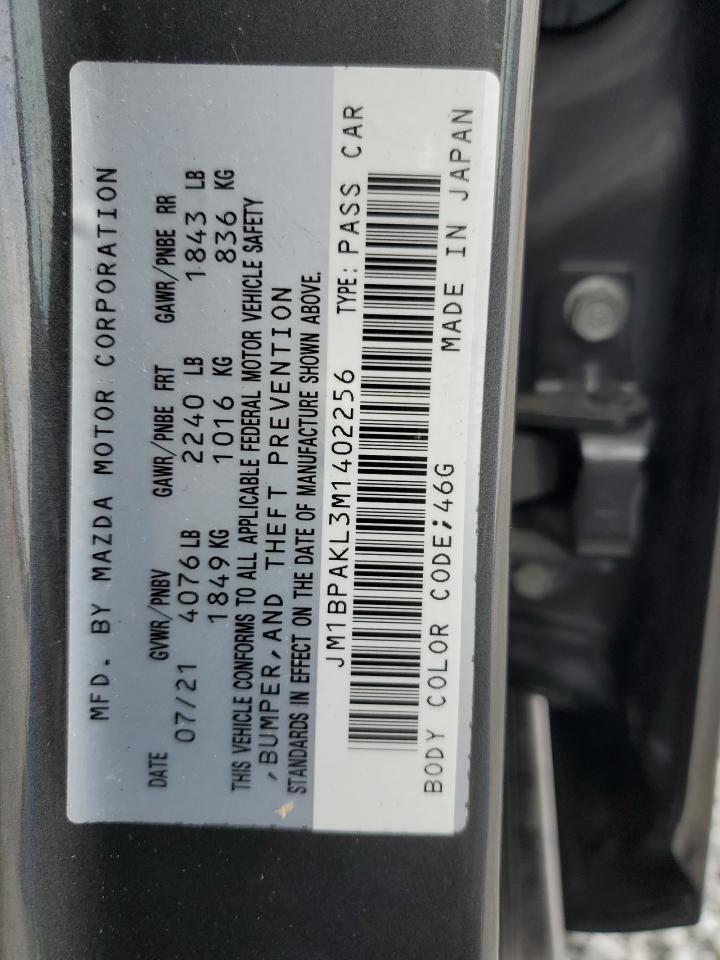 MFD. BY MAZDA MOTOR CORPORATION
DATE GVWR/PNBV GAWR/PNBE FRT GAWR/PNBE RR
07/21 4076 LB 2240 LB 1843 LB
1849 KG 1016 KG 836 KG
THIS VEHICLE CONFORMS TO ALL APPLICABLE FEDERAL MOTOR VEHICLE SAFETY
,BUMPER,AND THEFT PREVENTION
STANDARDS IN EFFECT ON THE DATE OF MANUFACTURE SHOWN ABOVE.
JM1BPAKL3M1402256 TYPE: PASS CAR
BODY COLOR CODE;46G MADE IN JAPAN